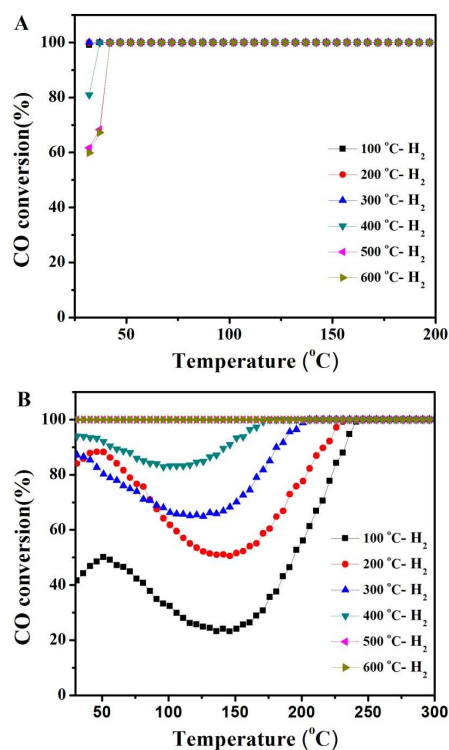 A
CO conversion(%)
100
80
60
40
20
0
50
100
150
200
Temperature (°C)
100 °C- H₂
200 °C- H₂
300 °C- H₂
400 °C- H₂
500 °C- H₂
600 °C- H₂
B
CO conversion(%)
100
80
60
40
20
0
50
100
150
200
250
300
Temperature (°C)
100 °C- H₂
200 °C- H₂
300 °C- H₂
400 °C- H₂
500 °C- H₂
600 °C- H₂